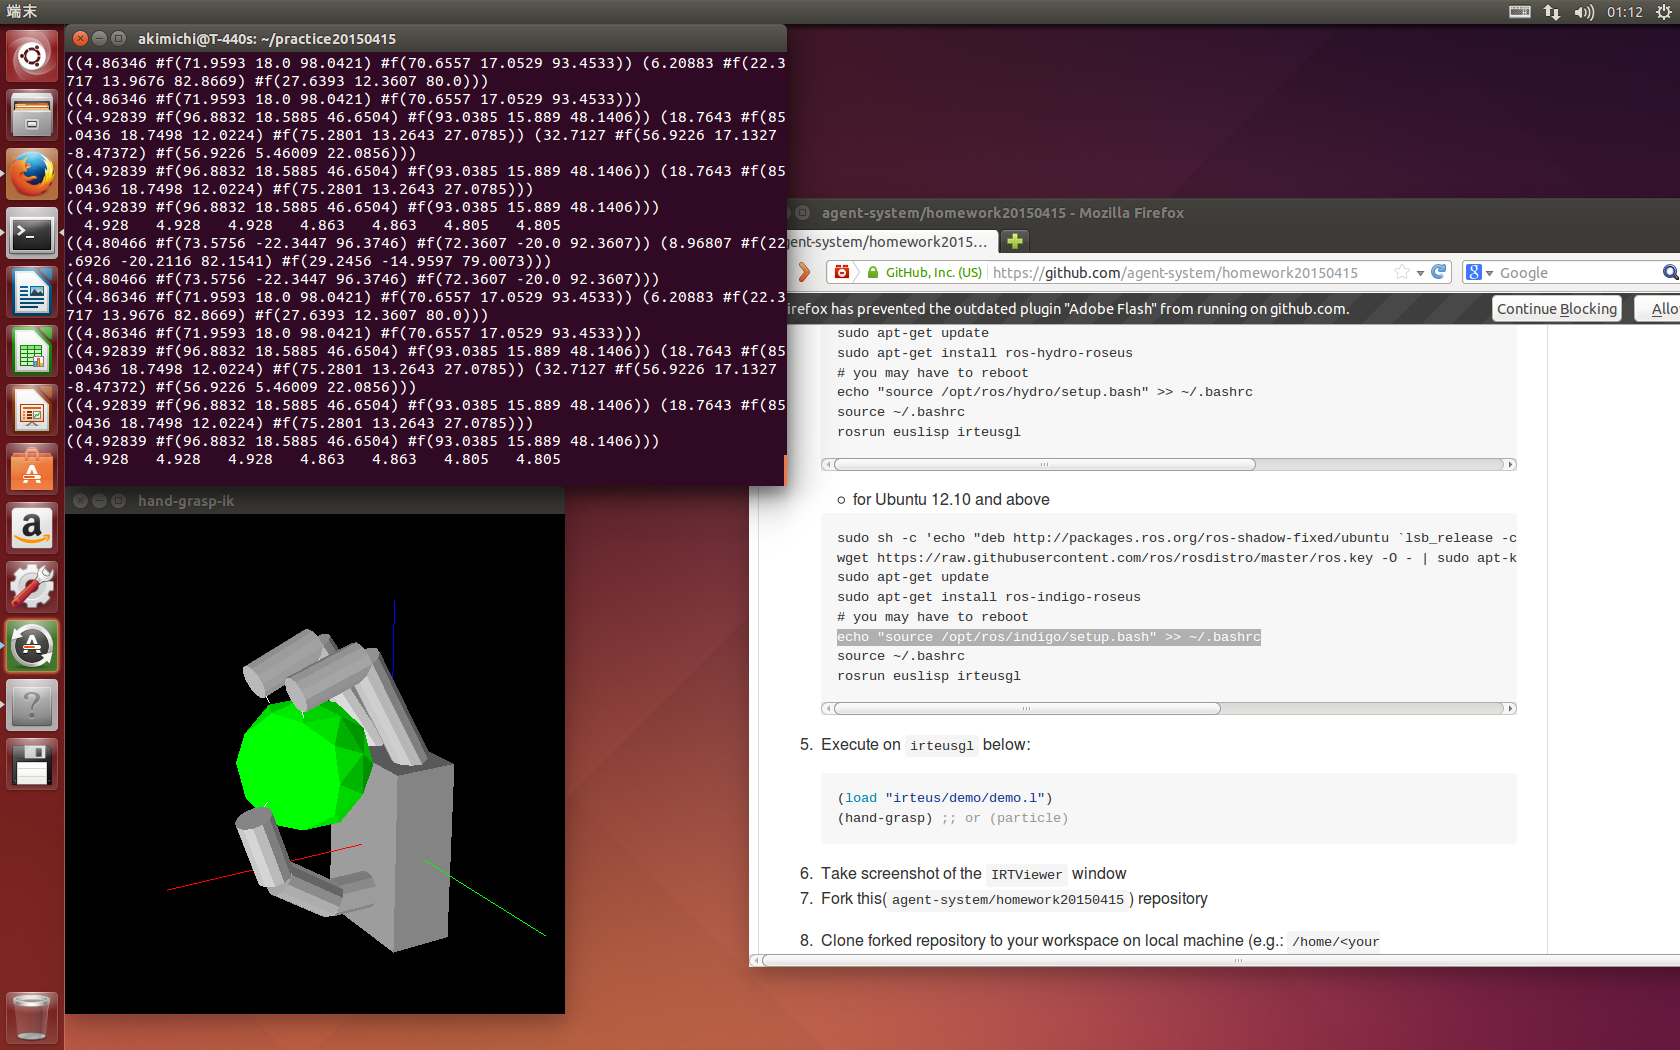 端末
01:12
akimichi@T-440s: ~/practice20150415
((4.86346 #f(71.9593 18.0 98.0421) #f(70.6557 17.0529 93.4533)) (6.20883 #f(22.3
717 13.9676 82.8669) #f(27.6393 12.3607 80.0)))
((4.86346 #f(71.9593 18.0 98.0421) #f(70.6557 17.0529 93.4533)))
((4.92839 #f(96.8832 18.5885 46.6504) #f(93.0385 15.889 48.1406)) (18.7643 #f(85
.0436 18.7498 12.0224) #f(75.2801 13.2643 27.0785)) (32.7127 #f(56.9226 17.1327
-8.47372) #f(56.9226 5.46009 22.0856)))
((4.92839 #f(96.8832 18.5885 46.6504) #f(93.0385 15.889 48.1406)) (18.7643 #f(85
.0436 18.7498 12.0224) #f(75.2801 13.2643 27.0785)))
((4.92839 #f(96.8832 18.5885 46.6504) #f(93.0385 15.889 48.1406)))
4.928 4.928 4.928 4.863 4.863 4.805 4.805
((4.80466 #f(73.5756 -22.3447 96.3746) #f(72.3607 -20.0 92.3607)) (8.96807 #f(22
.6926 -20.2116 82.1541) #f(29.2456 -14.9597 79.0073)))
((4.80466 #f(73.5756 -22.3447 96.3746) #f(72.3607 -20.0 92.3607)))
((4.86346 #f(71.9593 18.0 98.0421) #f(70.6557 17.0529 93.4533)) (6.20883 #f(22.3
717 13.9676 82.8669) #f(27.6393 12.3607 80.0)))
((4.86346 #f(71.9593 18.0 98.0421) #f(70.6557 17.0529 93.4533)))
((4.92839 #f(96.8832 18.5885 46.6504) #f(93.0385 15.889 48.1406)) (18.7643 #f(85
.0436 18.7498 12.0224) #f(75.2801 13.2643 27.0785)) (32.7127 #f(56.9226 17.1327
-8.47372) #f(56.9226 5.46009 22.0856)))
((4.92839 #f(96.8832 18.5885 46.6504) #f(93.0385 15.889 48.1406)) (18.7643 #f(85
.0436 18.7498 12.0224) #f(75.2801 13.2643 27.0785)))
((4.92839 #f(96.8832 18.5885 46.6504) #f(93.0385 15.889 48.1406)))
4.928 4.928 4.928 4.863 4.863 4.805 4.805
hand-grasp-ik
agent-system/homework20150415 - Mozilla Firefox
gent-system/homework2015...
GitHub, Inc. (US) https://github.com/agent-system/homework20150415
Google
irefox has prevented the outdated plugin "Adobe Flash" from running on github.com.
Continue Blocking
Allo
sudo apt-get update
sudo apt-get install ros-hydro-roseus
# you may have to reboot
echo "source /opt/ros/hydro/setup.bash" >> ~/.bashrc
source ~/.bashrc
rosrun euslisp irteusgl
for Ubuntu 12.10 and above
sudo sh -c 'echo "deb http://packages.ros.org/ros-shadow-fixed/ubuntu `lsb_release -c
wget https://raw.githubusercontent.com/ros/rosdistro/master/ros.key -O - | sudo apt-k
sudo apt-get update
sudo apt-get install ros-indigo-roseus
# you may have to reboot
echo "source /opt/ros/indigo/setup.bash" >> ~/.bashrc
source ~/.bashrc
rosrun euslisp irteusgl
5. Execute on irteusgl below:
(load "irteus/demo/demo.l")
(hand-grasp) ;; or (particle)
6. Take screenshot of the IRTViewer window
7. Fork this( agent-system/homework20150415 ) repository
8. Clone forked repository to your workspace on local machine (e.g.: /home/<your